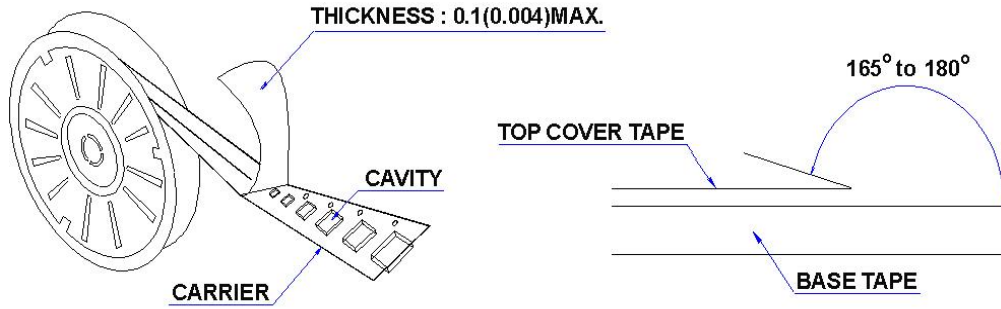 THICKNESS : 0.1(0.004)MAX.
165° to 180°
TOP COVER TAPE
CAVITY
CARRIER
BASE TAPE